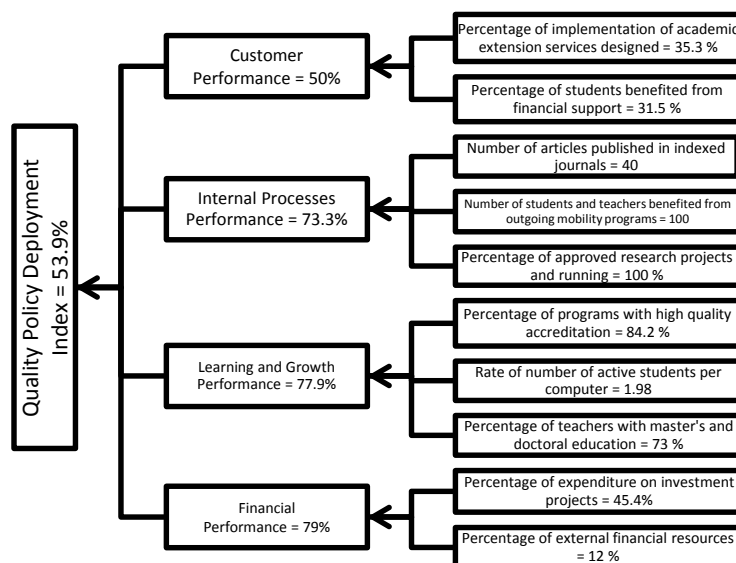 Quality Policy Deployment
Index = 53.9%
Customer
Performance = 50%
Percentage of implementation of academic
extension services designed = 35.3 %
Percentage of students benefited from
financial support = 31.5 %
Internal Processes
Performance = 73.3%
Number of articles published in indexed
journals = 40
Number of students and teachers benefited from
outgoing mobility programs = 100
Percentage of approved research projects
and running = 100 %
Learning and Growth
Performance = 77.9%
Percentage of programs with high quality
accreditation = 84.2 %
Rate of number of active students per
computer = 1.98
Percentage of teachers with master's and
doctoral education = 73 %
Financial
Performance = 79%
Percentage of expenditure on investment
projects = 45.4%
Percentage of external financial resources
= 12 %